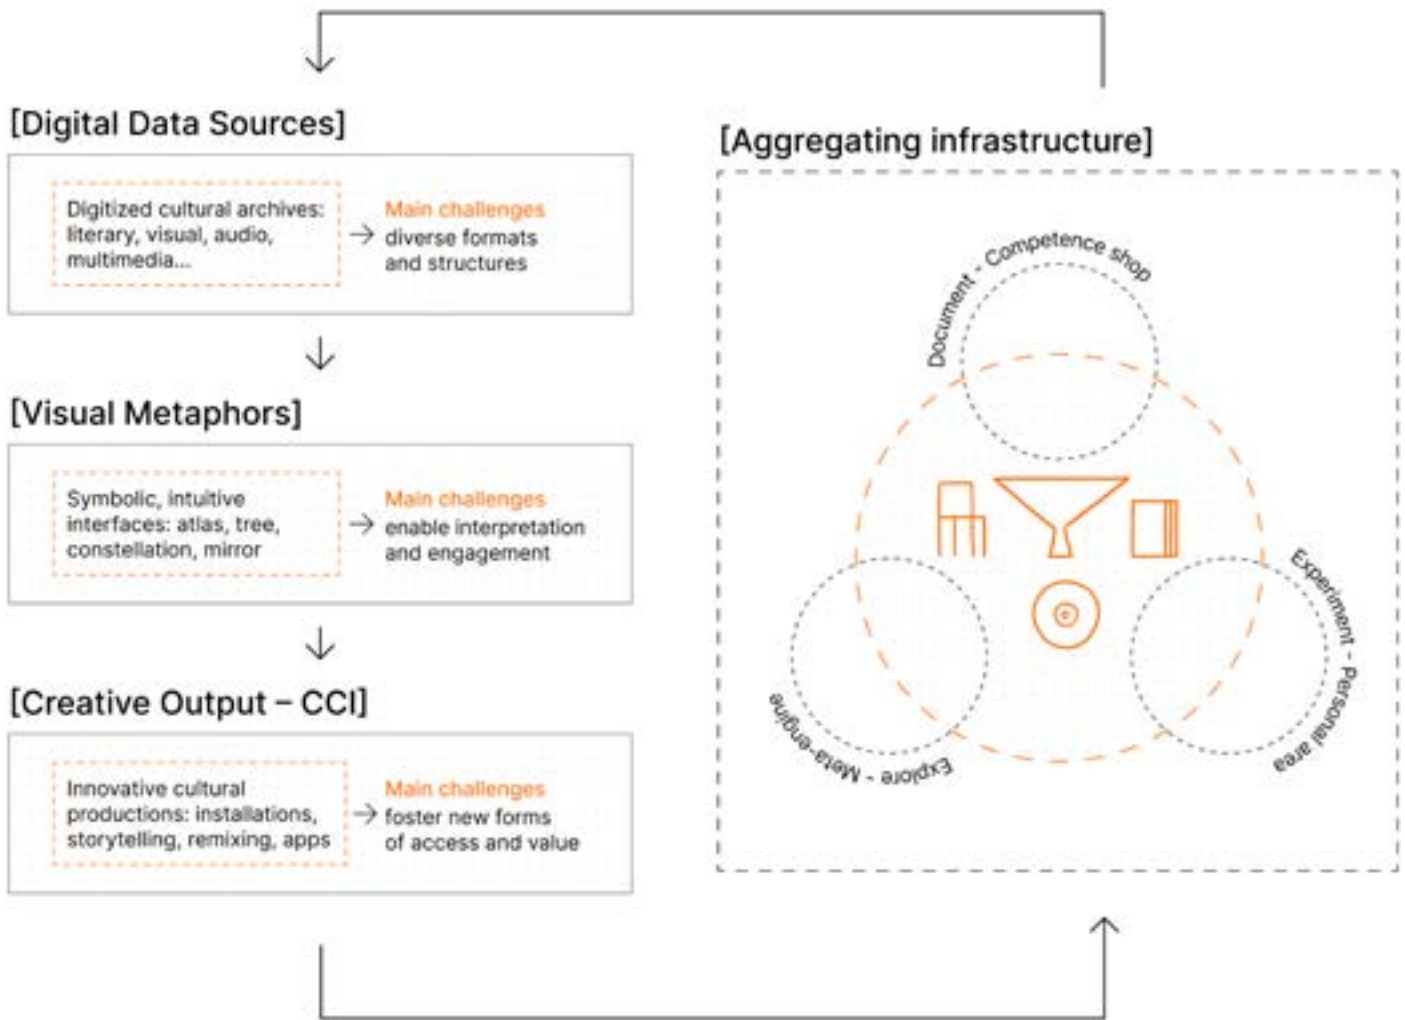 [Digital Data Sources]
Digitized cultural archives:
literary, visual, audio,
multimedia...
Main challenges
diverse formats
and structures
[Visual Metaphors]
Symbolic, intuitive
interfaces: atlas, tree,
constellation, mirror
Main challenges
enable interpretation
and engagement
[Creative Output – CCI]
Innovative cultural
productions: installations,
storytelling, remixing, apps
Main challenges
foster new forms
of access and value
[Aggregating infrastructure]
Document - Competence shop
Experiment - Personal area
Explore - Meta-engine